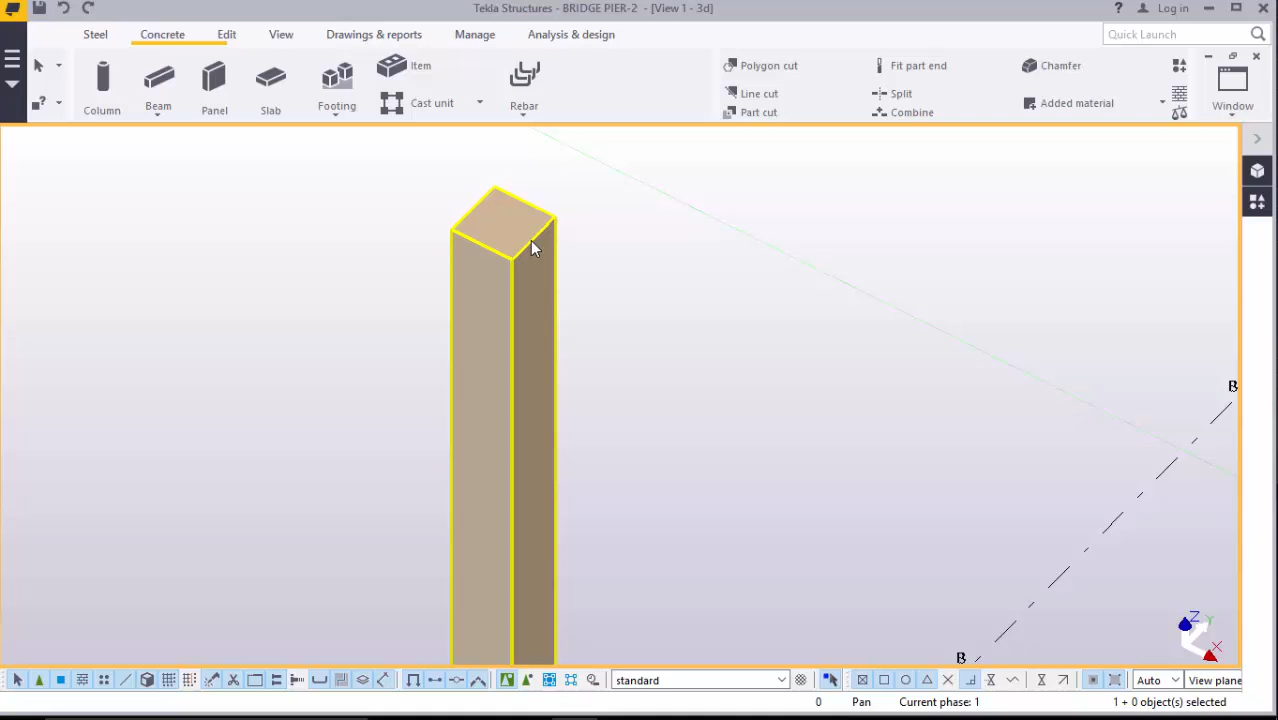 Tekla Structures - BRIDGE PIER-2 - [View 1 - 3d]
? Log in
Steel Concrete Edit View Drawings & reports Manage Analysis & design
Quick Launch
Column Beam Panel Slab Footing Item Cast unit Rebar
Polygon cut Fit part end Chamfer
Line cut Split Added material
Part cut Combine
Window
B
B
Z Y X
standard Auto View plane
0 Pan Current phase: 1 1 + 0 object(s) selected